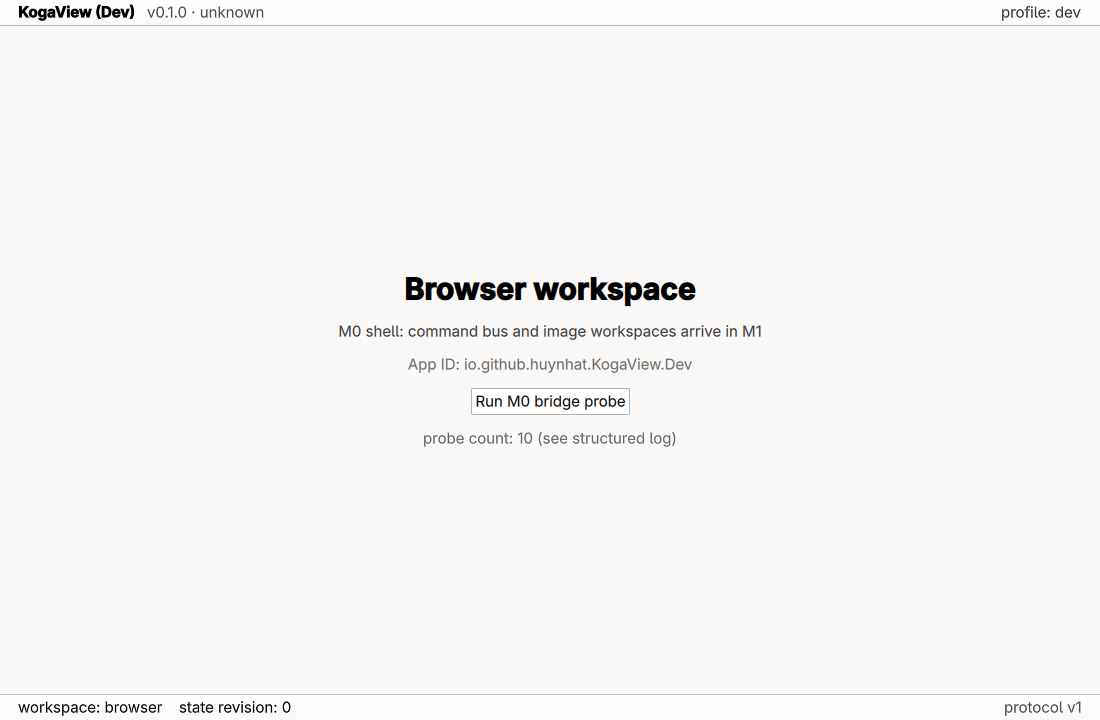 KogaView (Dev) v0.1.0 · unknown profile: dev
Browser workspace
M0 shell: command bus and image workspaces arrive in M1
App ID: io.github.huynhat.KogaView.Dev
Run M0 bridge probe
probe count: 10 (see structured log)
workspace: browser state revision: 0 protocol v1